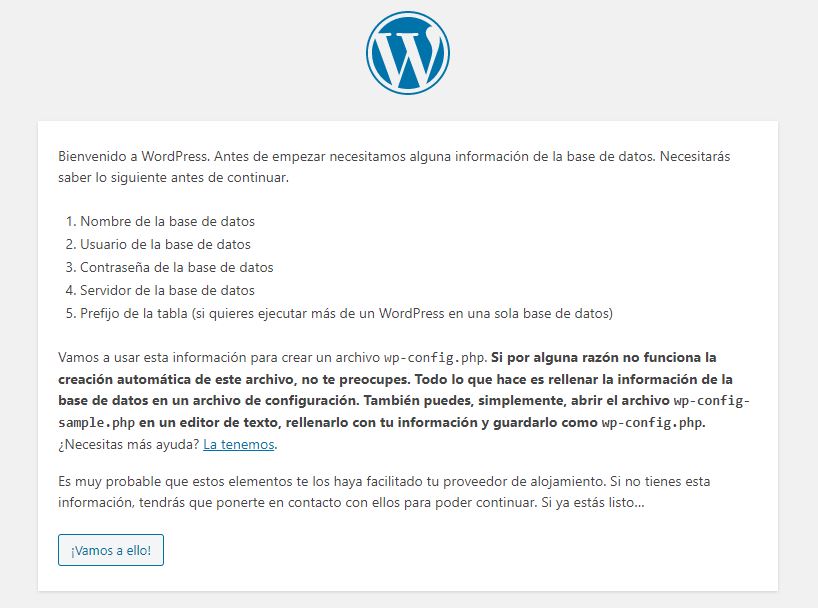 Bienvenido a WordPress. Antes de empezar necesitamos alguna información de la base de datos. Necesitarás
saber lo siguiente antes de continuar.
1. Nombre de la base de datos
2. Usuario de la base de datos
3. Contraseña de la base de datos
4. Servidor de la base de datos
5. Prefijo de la tabla (si quieres ejecutar más de un WordPress en una sola base de datos)
Vamos a usar esta información para crear un archivo wp-config.php. Si por alguna razón no funciona la
creación automática de este archivo, no te preocupes. Todo lo que hace es rellenar la información de la
base de datos en un archivo de configuración. También puedes, simplemente, abrir el archivo wp-config-
sample.php en un editor de texto, rellenarlo con tu información y guardarlo como wp-config.php.
¿Necesitas más ayuda? La tenemos.
Es muy probable que estos elementos te los haya facilitado tu proveedor de alojamiento. Si no tienes esta
información, tendrás que ponerte en contacto con ellos para poder continuar. Si ya estás listo…
¡Vamos a ello!